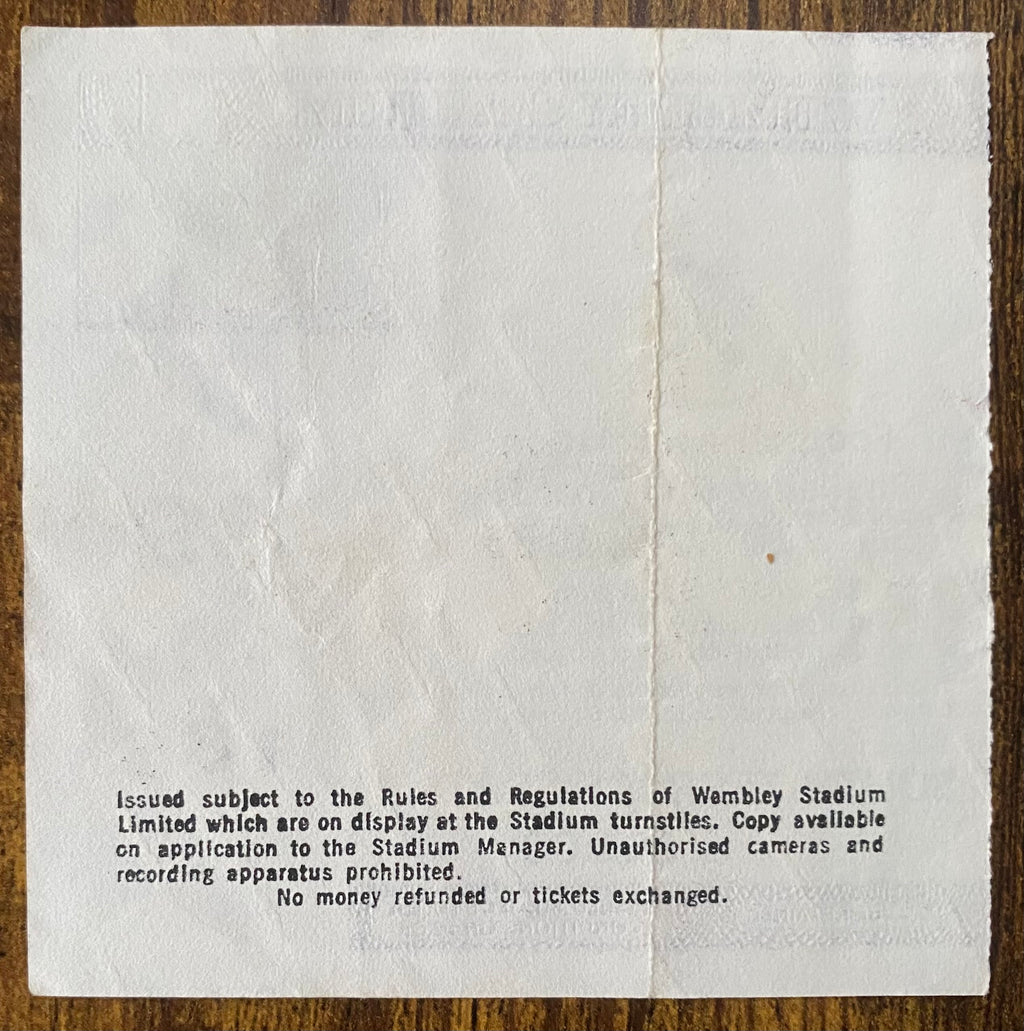 Issued subject to the Rules and Regulations of Wembley Stadium
Limited which are on display at the Stadium turnstiles. Copy available
on application to the Stadium Manager. Unauthorised cameras and
recording apparatus prohibited.
No money refunded or tickets exchanged.